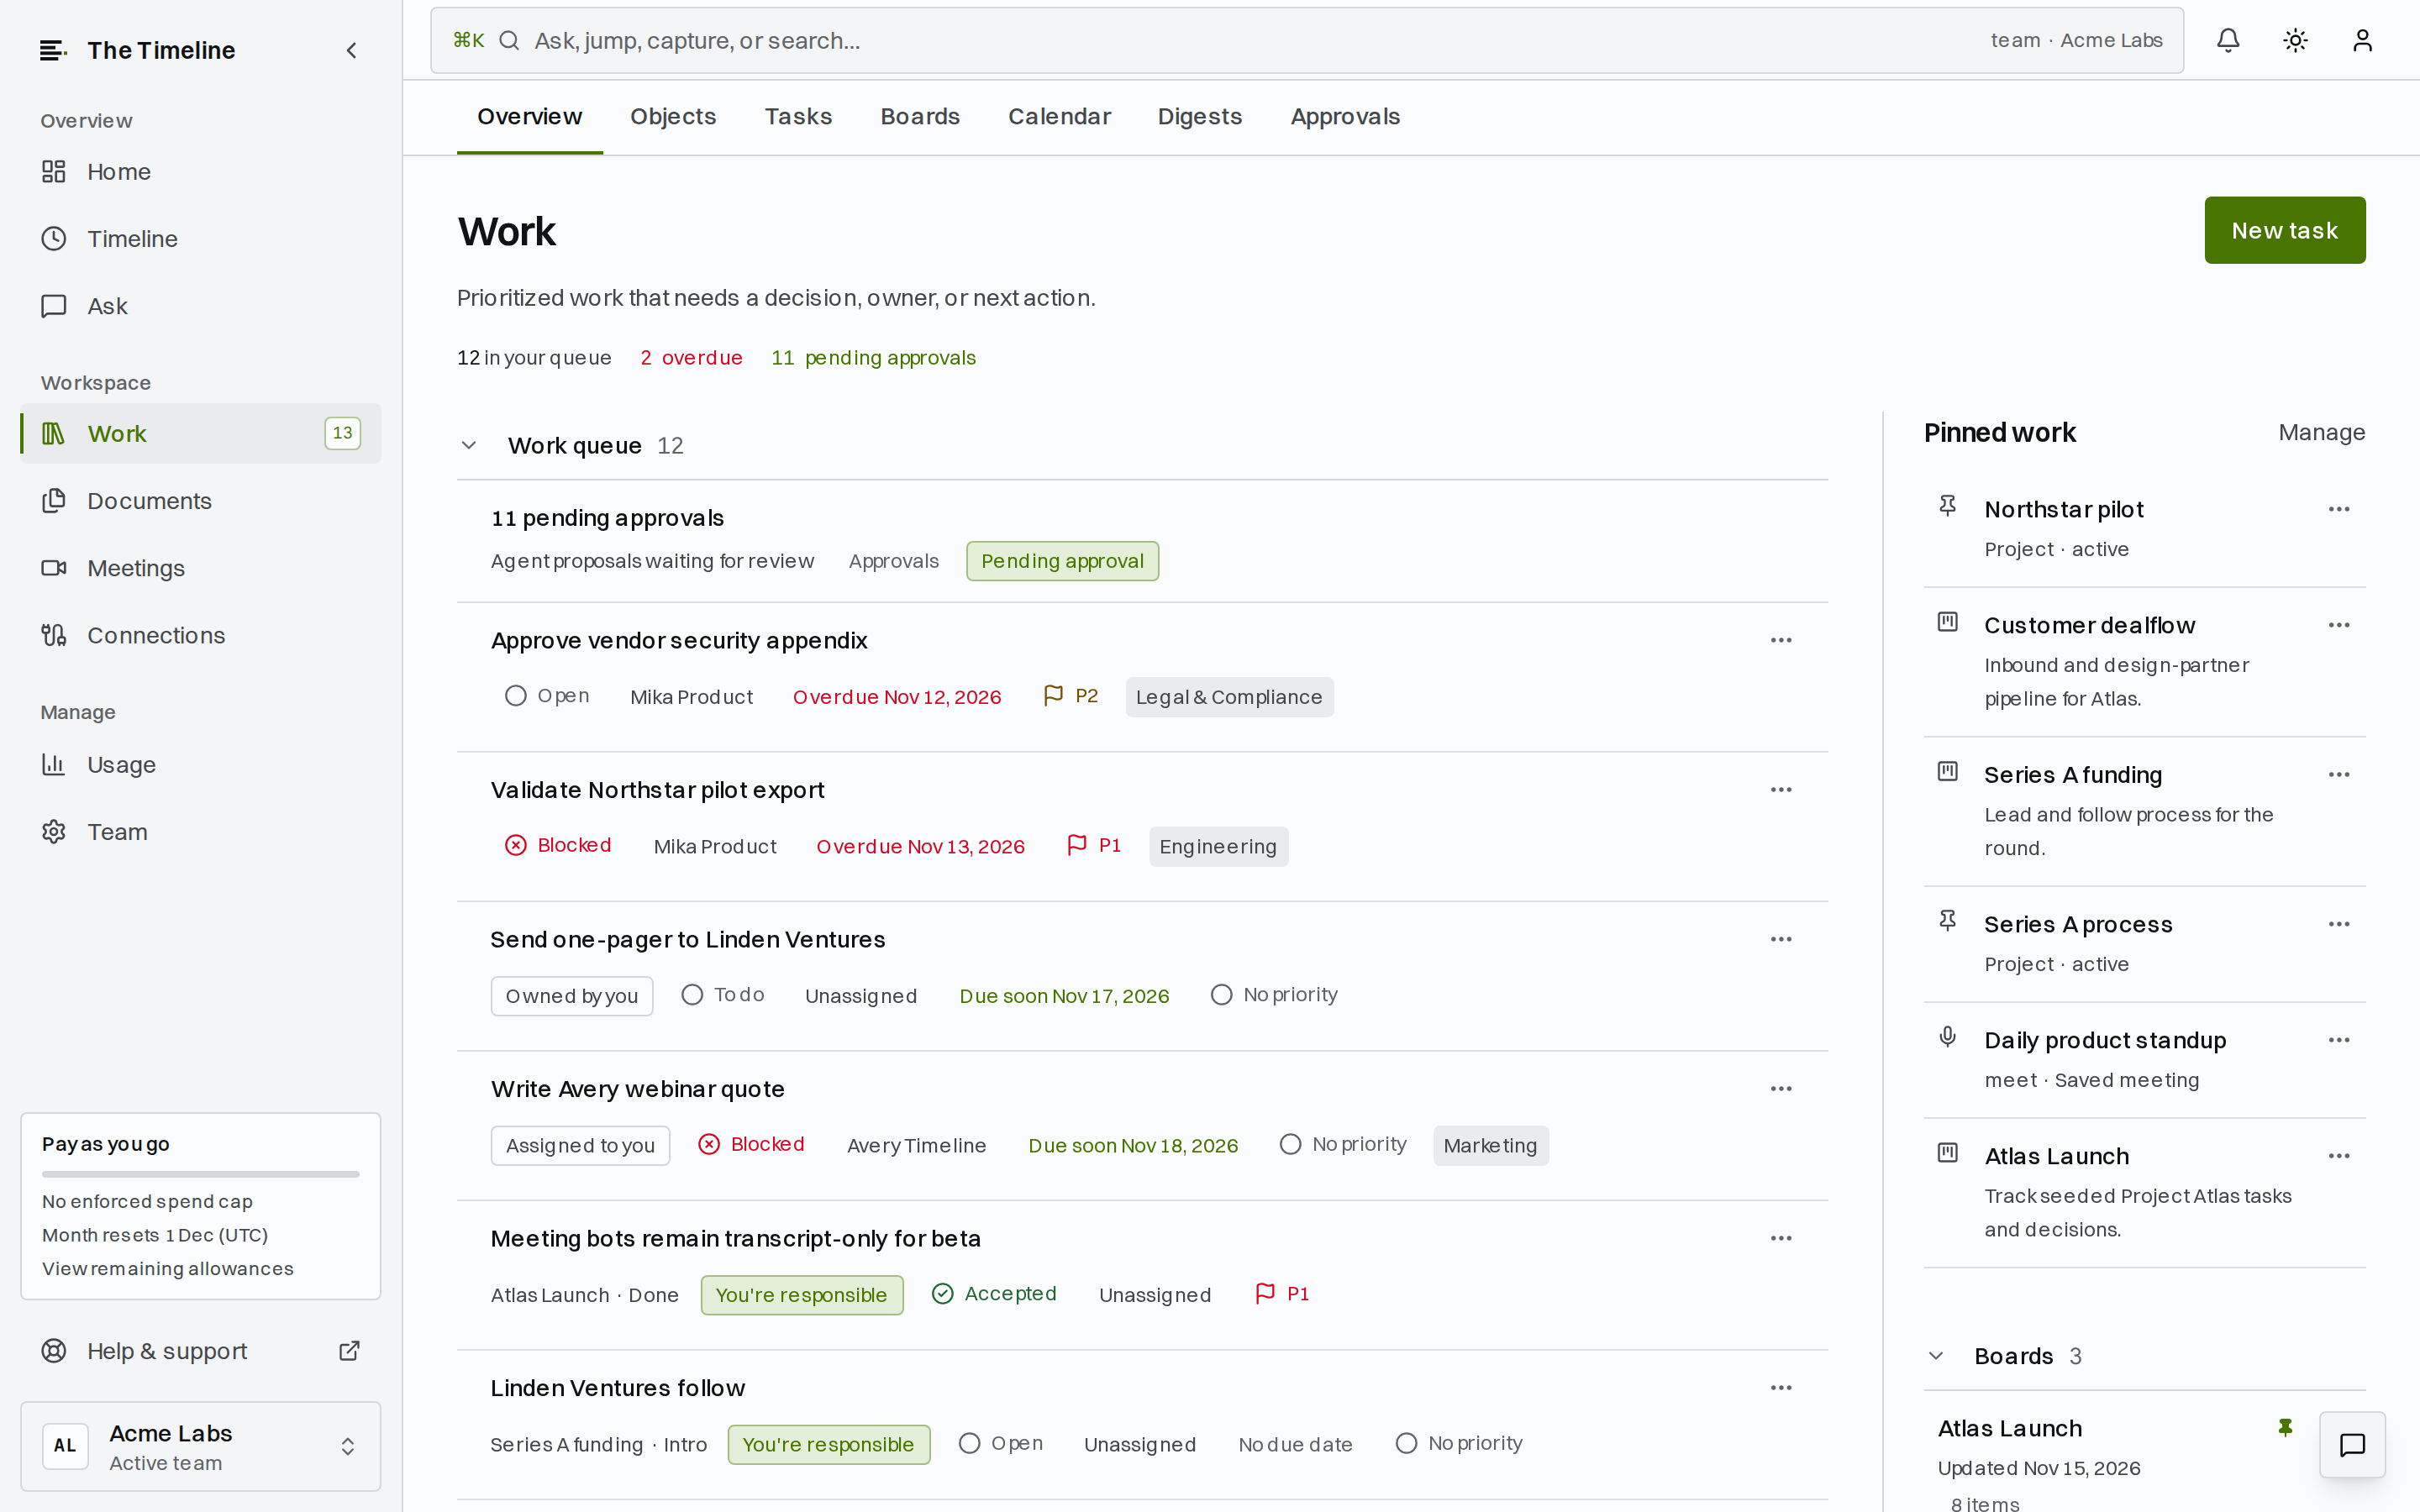 The Timeline
Overview
Home
Timeline
Ask
Workspace
Work 13
Documents
Meetings
Connections
Manage
Usage
Team
Pay as you go
No enforced spend cap
Month resets 1 Dec (UTC)
View remaining allowances
Help & support
AL Acme Labs
Active team
⌘K Ask, jump, capture, or search... team · Acme Labs
Overview Objects Tasks Boards Calendar Digests Approvals
Work
New task
Prioritized work that needs a decision, owner, or next action.
12 in your queue 2 overdue 11 pending approvals
Work queue 12
11 pending approvals
Agent proposals waiting for review Approvals Pending approval
Approve vendor security appendix
Open Mika Product Overdue Nov 12, 2026 P2 Legal & Compliance
Validate Northstar pilot export
Blocked Mika Product Overdue Nov 13, 2026 P1 Engineering
Send one-pager to Linden Ventures
Owned by you To do Unassigned Due soon Nov 17, 2026 No priority
Write Avery webinar quote
Assigned to you Blocked Avery Timeline Due soon Nov 18, 2026 No priority Marketing
Meeting bots remain transcript-only for beta
Atlas Launch · Done You're responsible Accepted Unassigned P1
Linden Ventures follow
Series A funding · Intro You're responsible Open Unassigned No due date No priority
Pinned work Manage
Northstar pilot
Project · active
Customer dealflow
Inbound and design-partner
pipeline for Atlas.
Series A funding
Lead and follow process for the
round.
Series A process
Project · active
Daily product standup
meet · Saved meeting
Atlas Launch
Track seeded Project Atlas tasks
and decisions.
Boards 3
Atlas Launch
Updated Nov 15, 2026
8 items